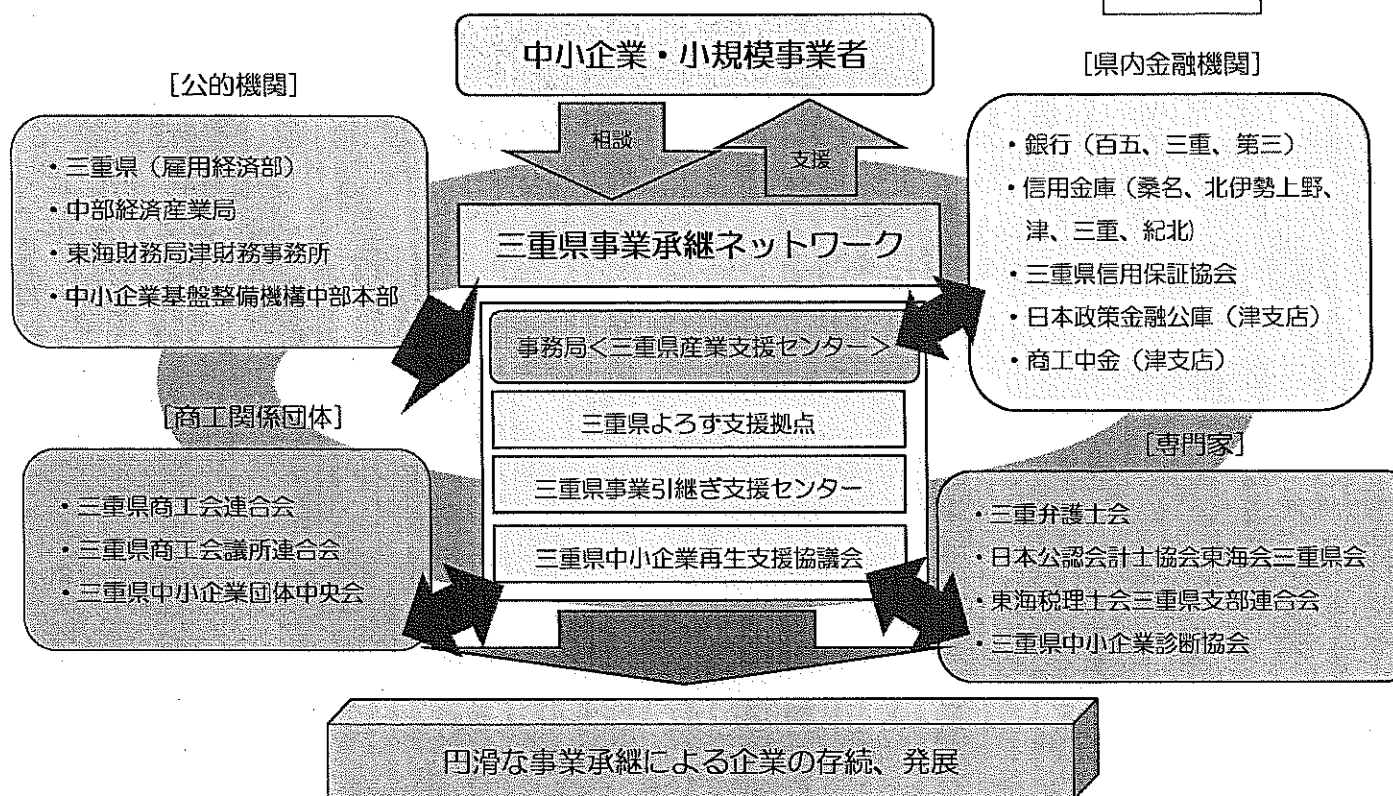 中小企業・小規模事業者
相談
支援
[公的機関]
・三重県（雇用経済部）
・中部経済産業局
・東海財務局津財務事務所
・中小企業基盤整備機構中部本部
[県内金融機関]
・銀行（百五、三重、第三）
・信用金庫（桑名、北伊勢上野、
津、三重、紀北）
・三重県信用保証協会
・日本政策金融公庫（津支店）
・商工中金（津支店）
三重県事業承継ネットワーク
事務局<三重県産業支援センター>
三重県よろず支援拠点
三重県事業引継ぎ支援センター
三重県中小企業再生支援協議会
[商工関係団体]
・三重県商工会連合会
・三重県商工会議所連合会
・三重県中小企業団体中央会
[専門家]
・三重弁護士会
・日本公認会計士協会東海会三重県会
・東海税理士会三重県支部連合会
・三重県中小企業診断協会
円滑な事業承継による企業の存続、発展